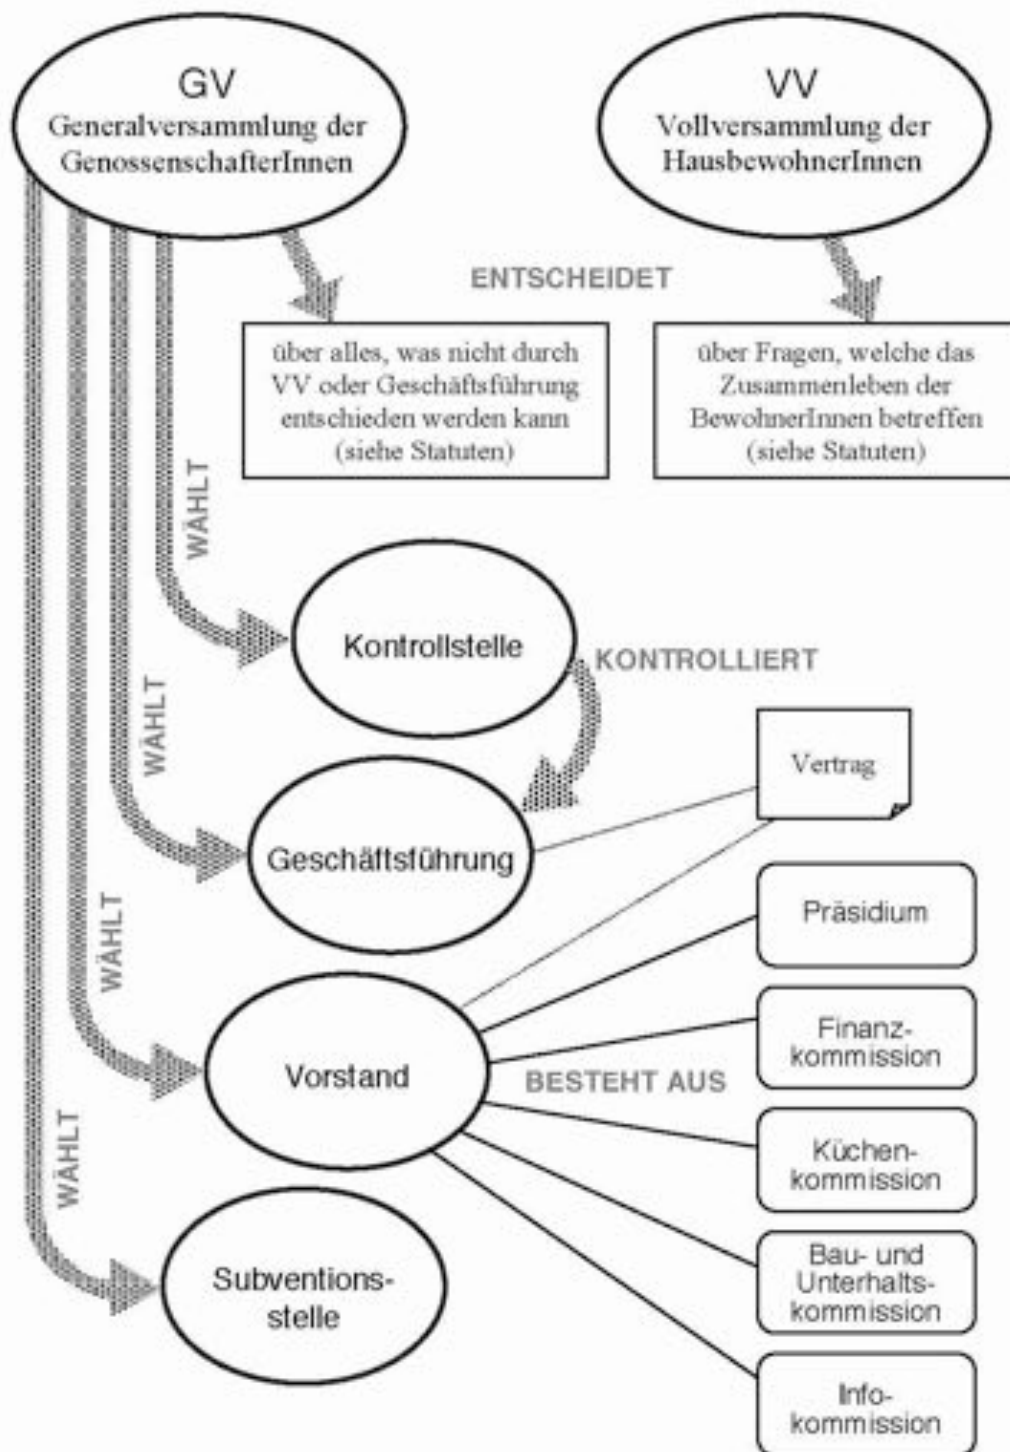 GV
Generalversammlung der
GenossenschafterInnen
VV
Vollversammlung der
HausbewohnerInnen
ENTSCHEIDET
über alles, was nicht durch
VV oder Geschäftsführung
entschieden werden kann
(siehe Statuten)
über Fragen, welche das
Zusammenleben der
BewohnerInnen betreffen
(siehe Statuten)
WÄHLT
Kontrollstelle
KONTROLLIERT
WÄHLT
Geschäftsführung
Vertrag
WÄHLT
Vorstand
BESTEHT AUS
Präsidium
Finanz-
kommission
Küchen-
kommission
Bau- und
Unterhalts-
kommission
Info-
kommission
WÄHLT
Subventions-
stelle